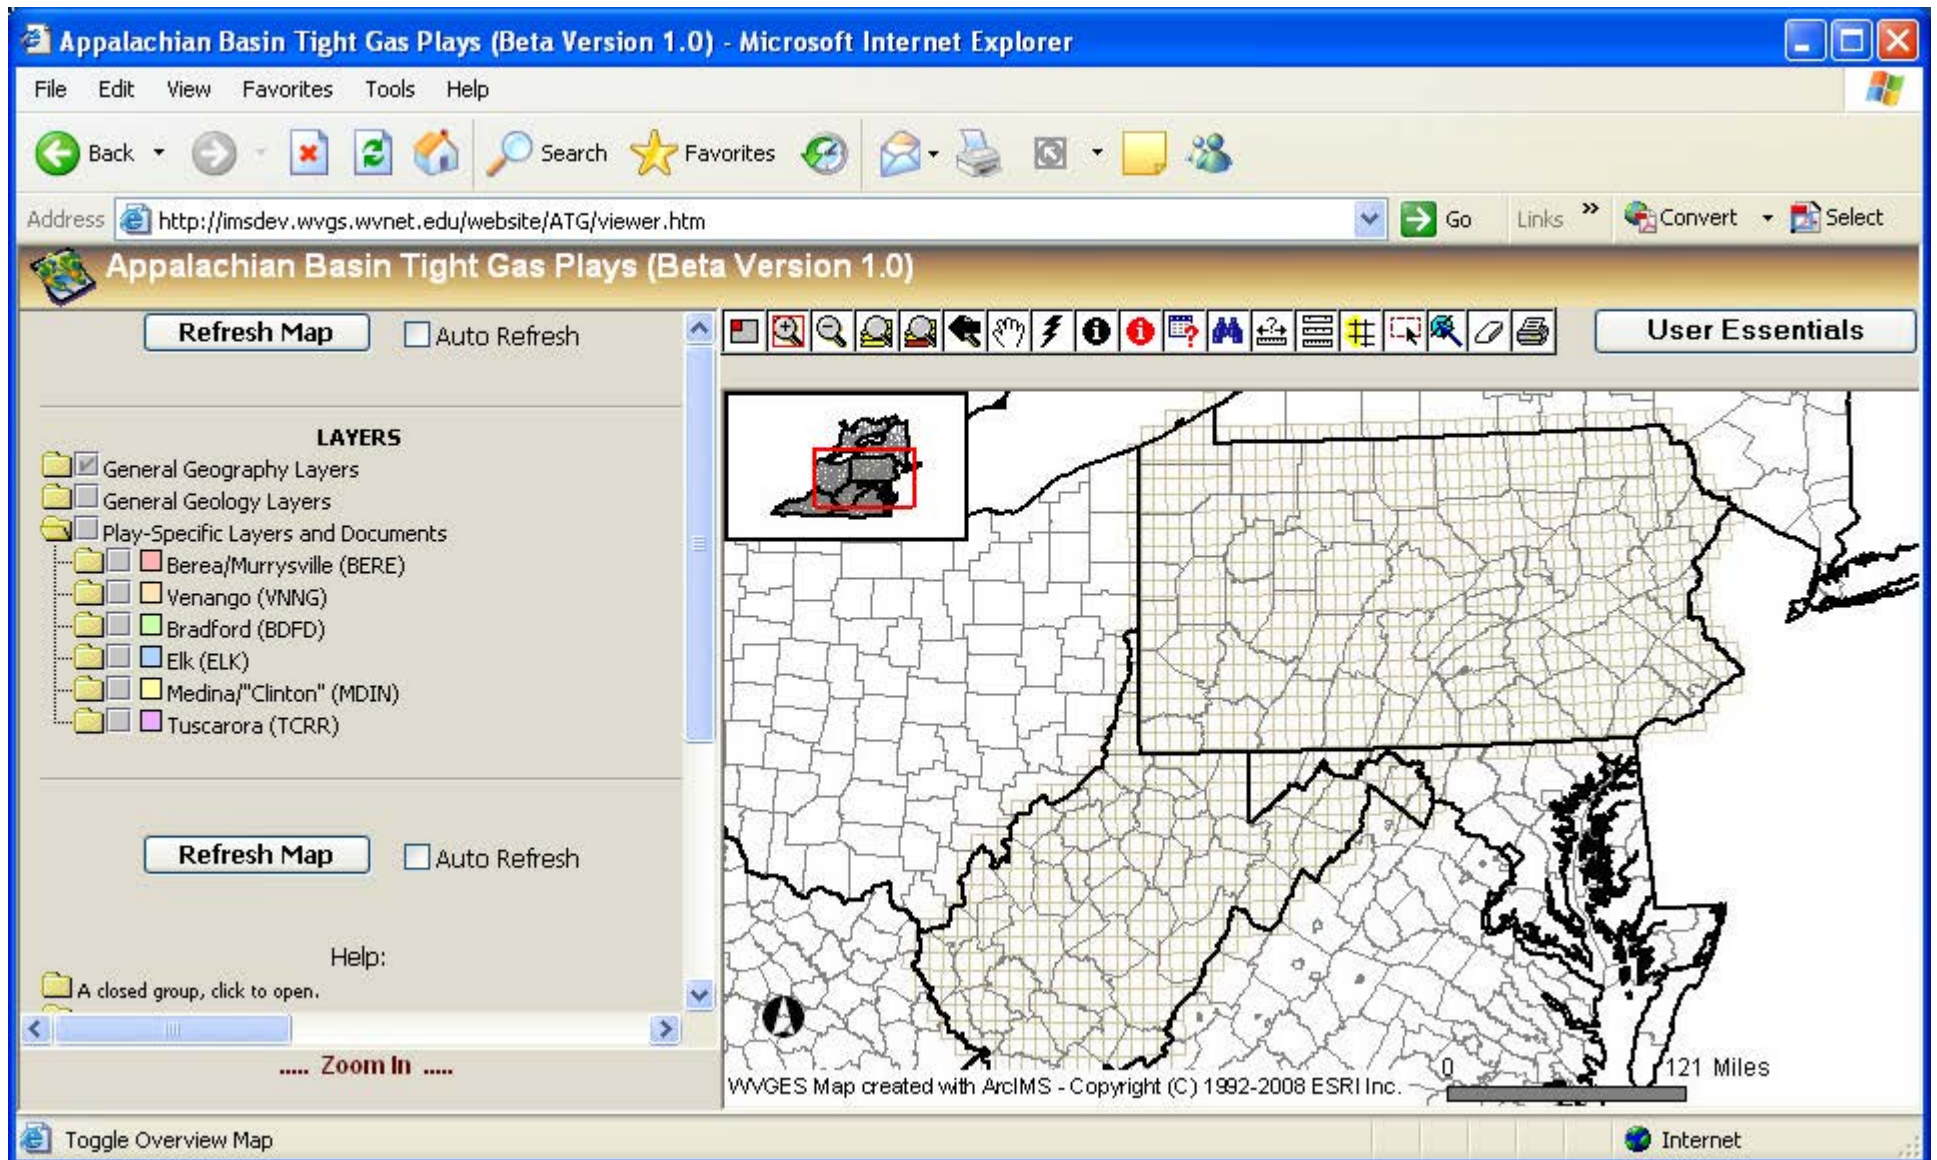 Appalachian Basin Tight Gas Plays (Beta Version 1.0) - Microsoft Internet Explorer
File Edit View Favorites Tools Help
Back Search Favorites
Address http://imsdev.wvgs.wvnet.edu/website/ATG/viewer.htm Go Links » Convert Select
Appalachian Basin Tight Gas Plays (Beta Version 1.0)
Refresh Map Auto Refresh
User Essentials
LAYERS
General Geography Layers
General Geology Layers
Play-Specific Layers and Documents
Berea/Murrysville (BERE)
Venango (VNNG)
Bradford (BDFD)
Elk (ELK)
Medina/"Clinton" (MDIN)
Tuscarora (TCRR)
Refresh Map Auto Refresh
Help:
A closed group, click to open.
..... Zoom In .....
A
0 121 Miles
WVGES Map created with ArcIMS - Copyright (C) 1992-2008 ESRI Inc.
Toggle Overview Map Internet